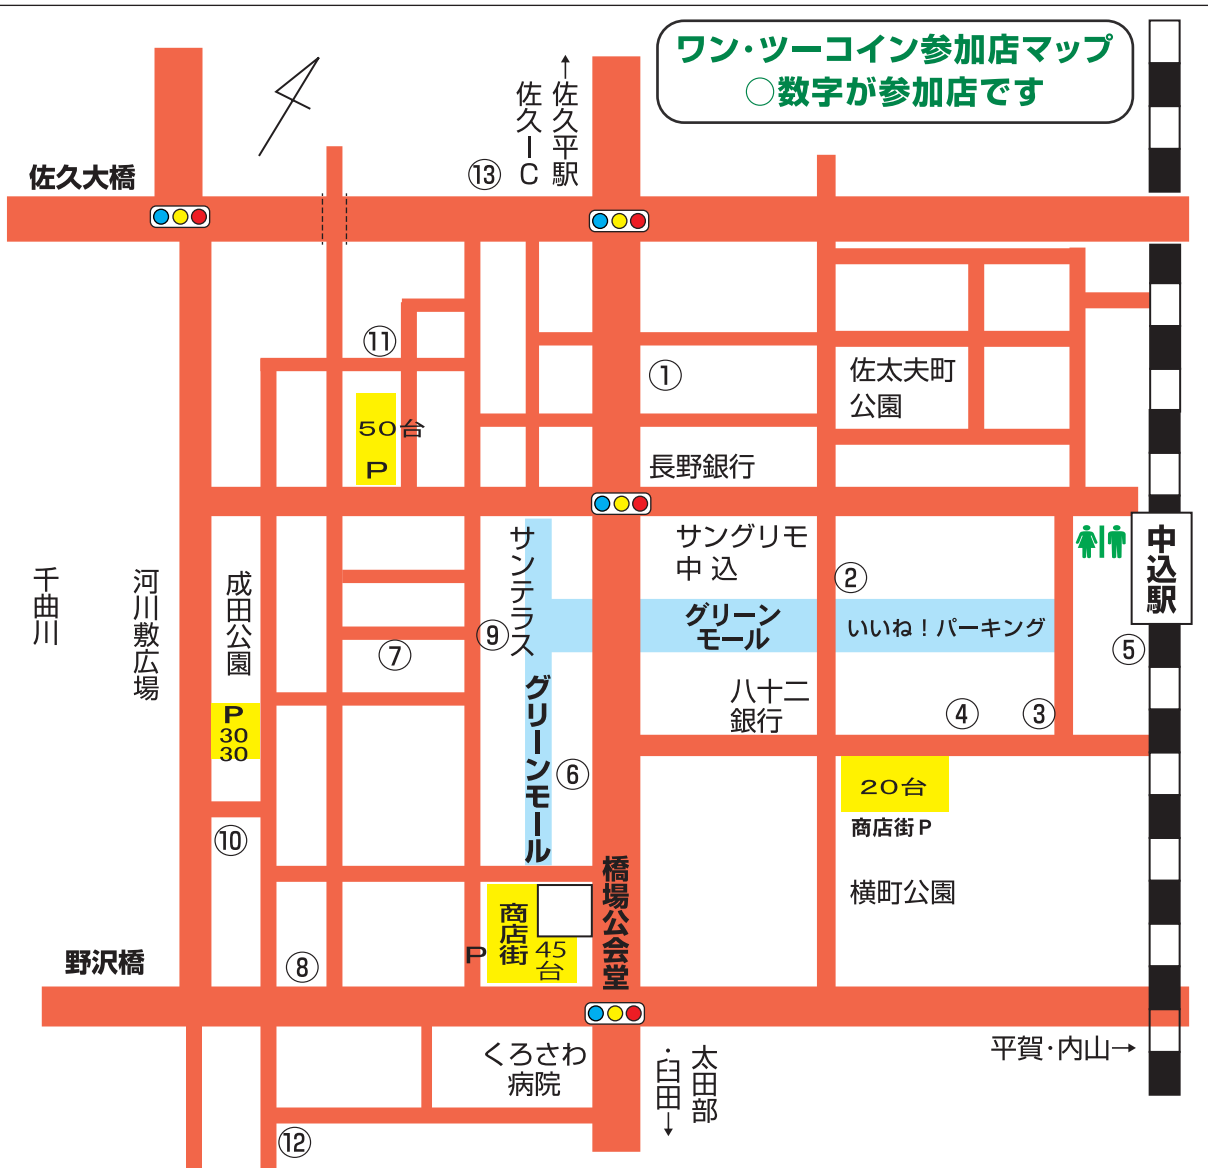 ワン・ツーコイン参加店マップ
○数字が参加店です
←佐久平駅
佐久IC
⑬
佐久大橋
⑪
①
佐太夫町
公園
50台
P
長野銀行
サンテラス
サングリモ
中込
中込駅
②
千曲川
河川敷広場
成田公園
グリーン
モール
いいね！パーキング
⑨
⑦
⑤
P
30
30
グリーンモール
八十二
銀行
④
③
⑥
20台
商店街P
⑩
橋場公会堂
横町公園
商店街
P
45
台
野沢橋
⑧
くろさわ
病院
太田部
・臼田→
平賀・内山→
⑫